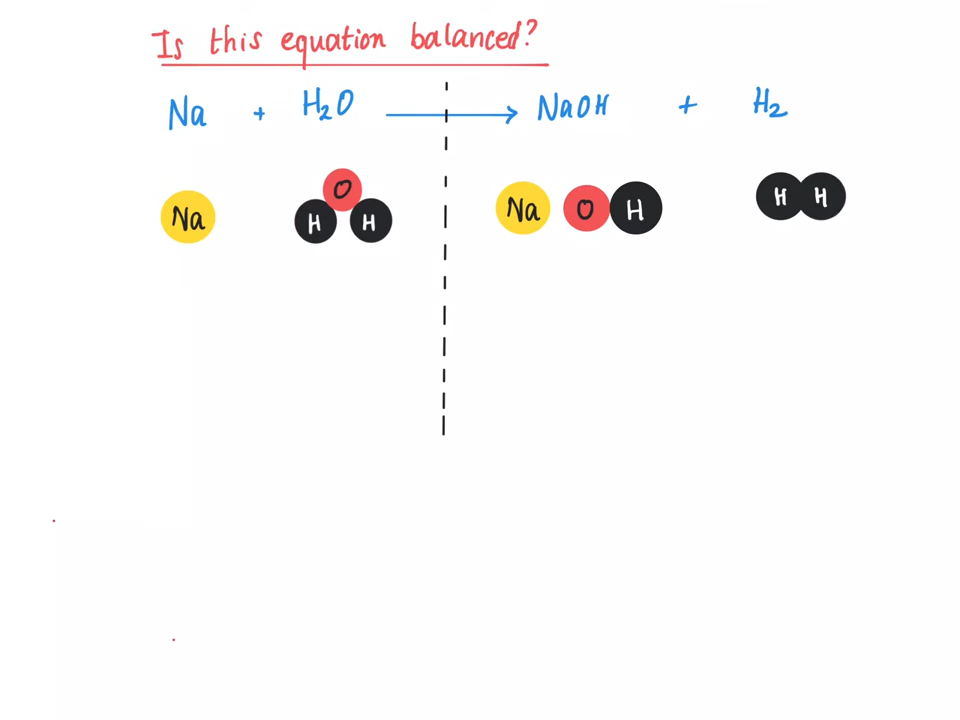 Is this equation balanced?
Na + H₂O → NaOH + H₂
Na H O H Na O H H H